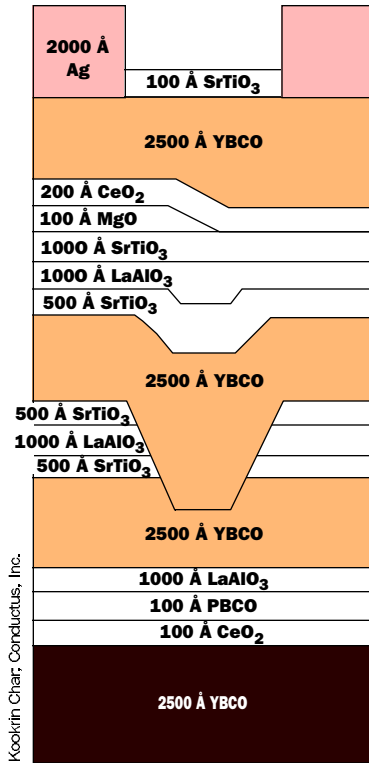 2000 Å
Ag
100 Å SrTiO₃
2500 Å YBCO
200 Å CeO₂
100 Å MgO
1000 Å SrTiO₃
1000 Å LaAlO₃
500 Å SrTiO₃
2500 Å YBCO
500 Å SrTiO₃
1000 Å LaAlO₃
500 Å SrTiO₃
2500 Å YBCO
1000 Å LaAlO₃
100 Å PBCO
100 Å CeO₂
2500 Å YBCO
Kookrin Char; Conductus, Inc.